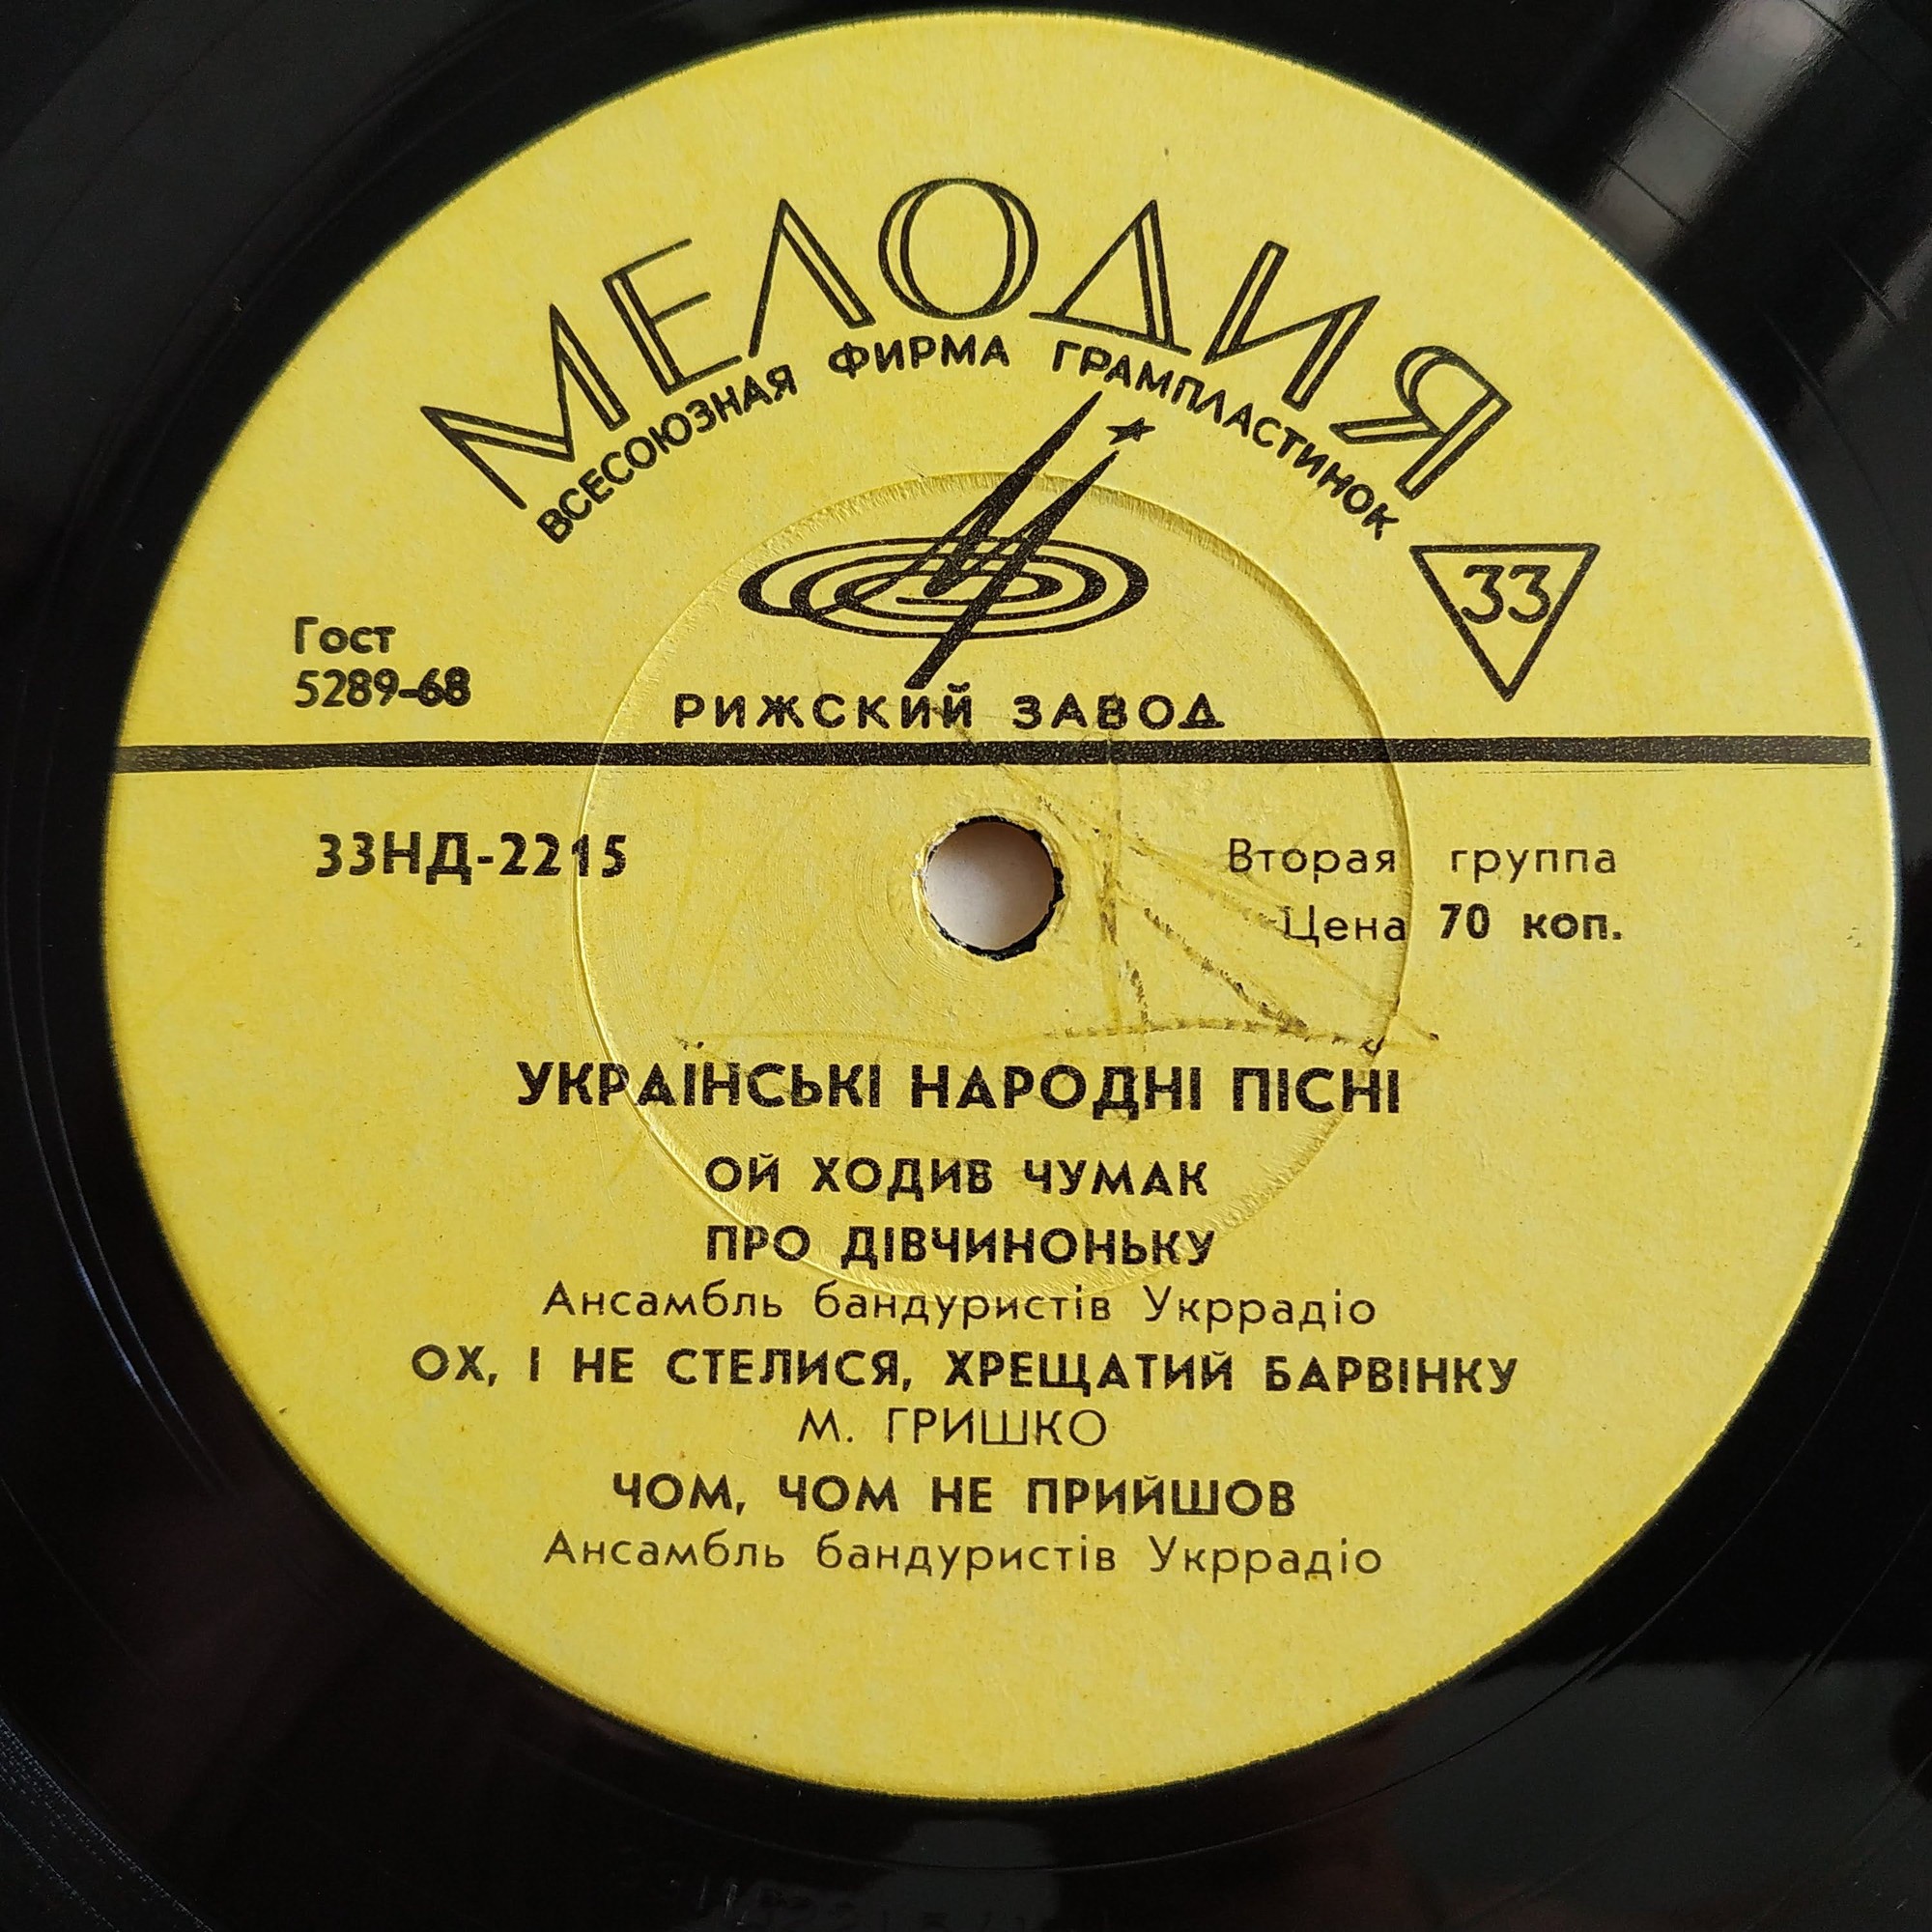 МЕЛОДИЯ
ВСЕСОЮЗНАЯ ФИРМА ГРАМПЛАСТИНОК
33
Гост
5289-68
РИЖСКИЙ ЗАВОД
33НД-2215
Вторая группа
Цена 70 коп.
УКРАЇНСЬКІ НАРОДНІ ПІСНІ
ОЙ ХОДИВ ЧУМАК
ПРО ДІВЧИНОНЬКУ
Ансамбль бандуристів Укррадіо
ОХ, І НЕ СТЕЛИСЯ, ХРЕЩАТИЙ БАРВІНКУ
М. ГРИШКО
ЧОМ, ЧОМ НЕ ПРИЙШОВ
Ансамбль бандуристів Укррадіо